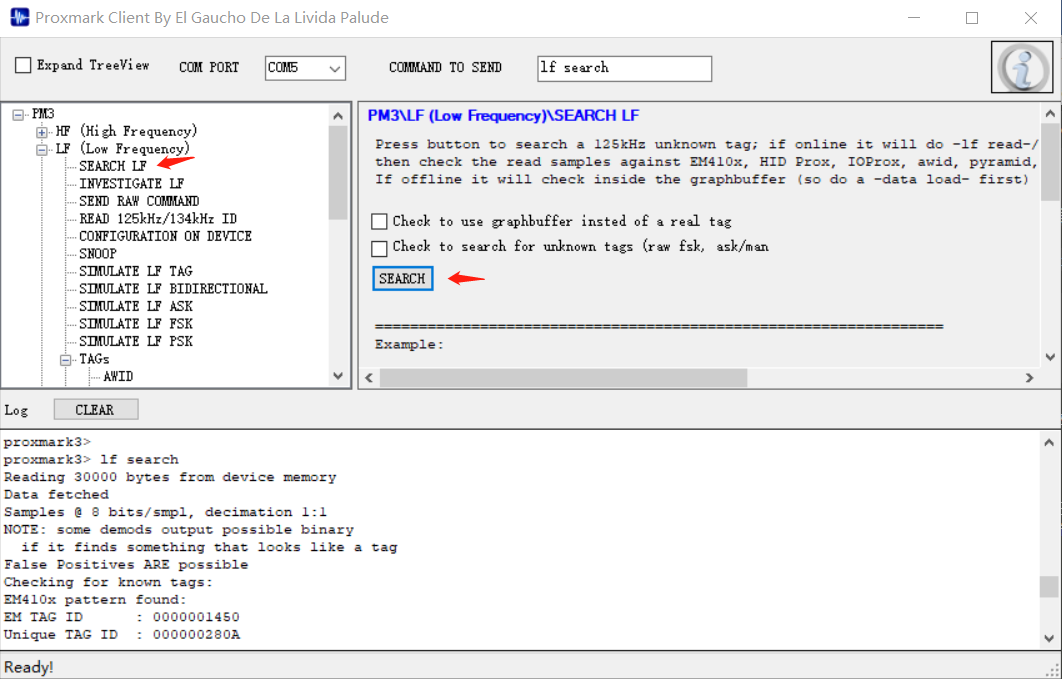 Proxmark Client By El Gaucho De La Livida Palude
Expand TreeView COM PORT COM5 COMMAND TO SEND lf search
PM3
HF (High Frequency)
LF (Low Frequency)
SEARCH LF
INVESTIGATE LF
SEND RAW COMMAND
READ 125kHz/134kHz ID
CONFIGURATION ON DEVICE
SNOOP
SIMULATE LF TAG
SIMULATE LF BIDIRECTIONAL
SIMULATE LF ASK
SIMULATE LF FSK
SIMULATE LF PSK
TAGs
AWID
PM3\LF (Low Frequency)\SEARCH LF
Press button to search a 125kHz unknown tag; if online it will do -lf read-/
then check the read samples against EM410x, HID Prox, IOProx, awid, pyramid,
If offline it will check inside the graphbuffer (so do a -data load- first)
Check to use graphbuffer insted of a real tag
Check to search for unknown tags (raw fsk, ask/man
SEARCH
=================================================================
Example:
Log CLEAR
proxmark3>
proxmark3> lf search
Reading 30000 bytes from device memory
Data fetched
Samples @ 8 bits/smpl, decimation 1:1
NOTE: some demods output possible binary
if it finds something that looks like a tag
False Positives ARE possible
Checking for known tags:
EM410x pattern found:
EM TAG ID : 0000001450
Unique TAG ID : 000000280A
Ready!